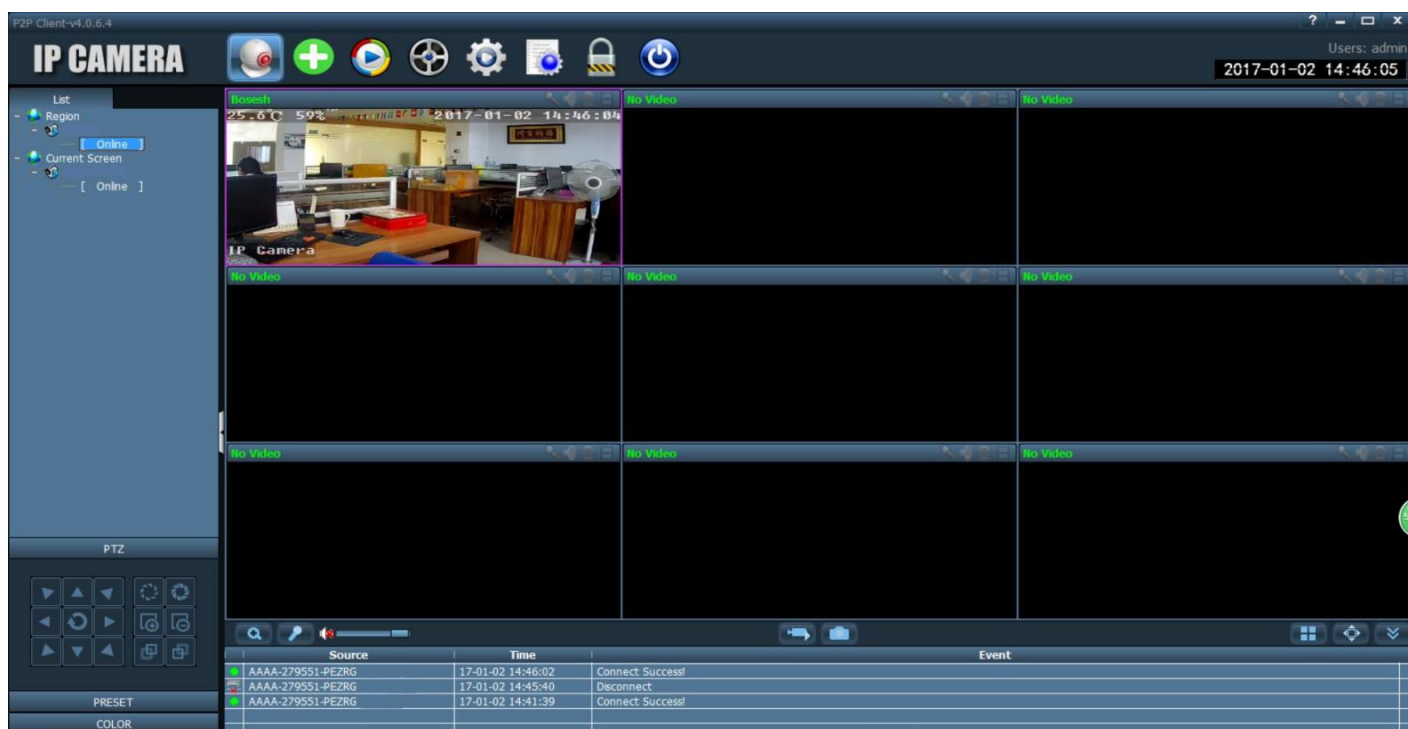 P2P Client-v4.0.6.4
?
IP CAMERA
Users: admin
2017-01-02 14:46:05
List
- Region
[ Online ]
- Current Screen
[ Online ]
Bosesh
25.6℃ 59% 2017-01-02 14:46:04
IP Camera
No Video
No Video
No Video
No Video
No Video
No Video
No Video
No Video
PTZ
PRESET
COLOR
Source Time Event
AAAA-279551-PEZRG 17-01-02 14:46:02 Connect Success!
AAAA-279551-PEZRG 17-01-02 14:45:40 Disconnect
AAAA-279551-PEZRG 17-01-02 14:41:39 Connect Success!